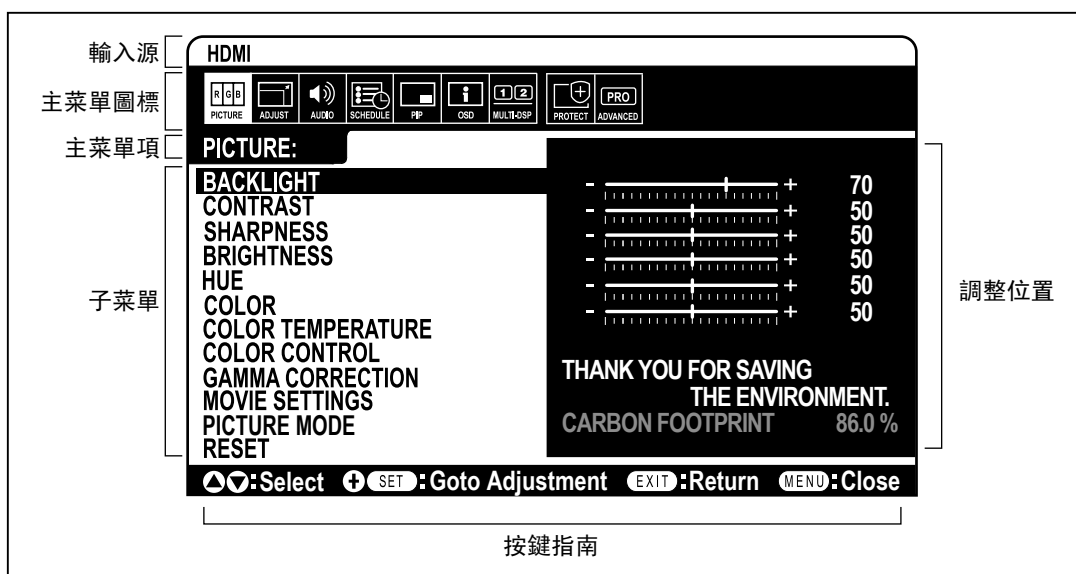 輸入源
HDMI
主菜單圖標
R G B
PICTURE
ADJUST
AUDIO
SCHEDULE
PIP
OSD
1 2
MULTI-DSP
PROTECT
PRO
ADVANCED
主菜單項
PICTURE:
子菜單
BACKLIGHT - + 70
CONTRAST - + 50
SHARPNESS - + 50
BRIGHTNESS - + 50
HUE - + 50
COLOR - + 50
COLOR TEMPERATURE
COLOR CONTROL
GAMMA CORRECTION
MOVIE SETTINGS
PICTURE MODE
RESET
THANK YOU FOR SAVING
THE ENVIRONMENT.
CARBON FOOTPRINT 86.0 %
調整位置
:Select + SET :Goto Adjustment EXIT :Return MENU :Close
按鍵指南